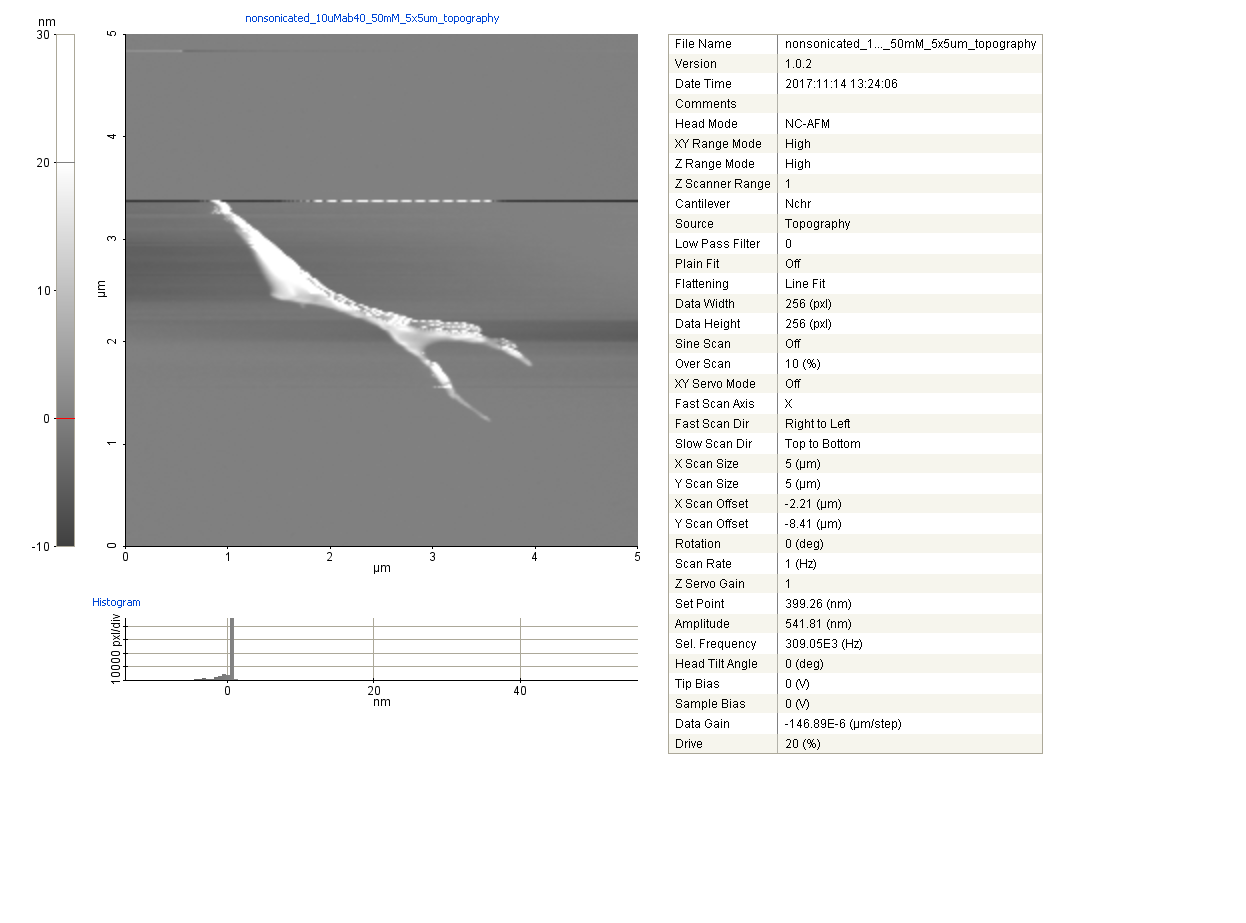 nonsonicated_10uMab40_50mM_5x5um_topography
nm
30
20
10
0
-10
5
4
3
2
1
0
µm
0 1 2 3 4 5
µm
Histogram
10000 pxl/div
0 20 40
nm
File Name nonsonicated_1..._50mM_5x5um_topography
Version 1.0.2
Date Time 2017:11:14 13:24:06
Comments
Head Mode NC-AFM
XY Range Mode High
Z Range Mode High
Z Scanner Range 1
Cantilever Nchr
Source Topography
Low Pass Filter 0
Plain Fit Off
Flattening Line Fit
Data Width 256 (pxl)
Data Height 256 (pxl)
Sine Scan Off
Over Scan 10 (%)
XY Servo Mode Off
Fast Scan Axis X
Fast Scan Dir Right to Left
Slow Scan Dir Top to Bottom
X Scan Size 5 (µm)
Y Scan Size 5 (µm)
X Scan Offset -2.21 (µm)
Y Scan Offset -8.41 (µm)
Rotation 0 (deg)
Scan Rate 1 (Hz)
Z Servo Gain 1
Set Point 399.26 (nm)
Amplitude 541.81 (nm)
Sel. Frequency 309.05E3 (Hz)
Head Tilt Angle 0 (deg)
Tip Bias 0 (V)
Sample Bias 0 (V)
Data Gain -146.89E-6 (µm/step)
Drive 20 (%)